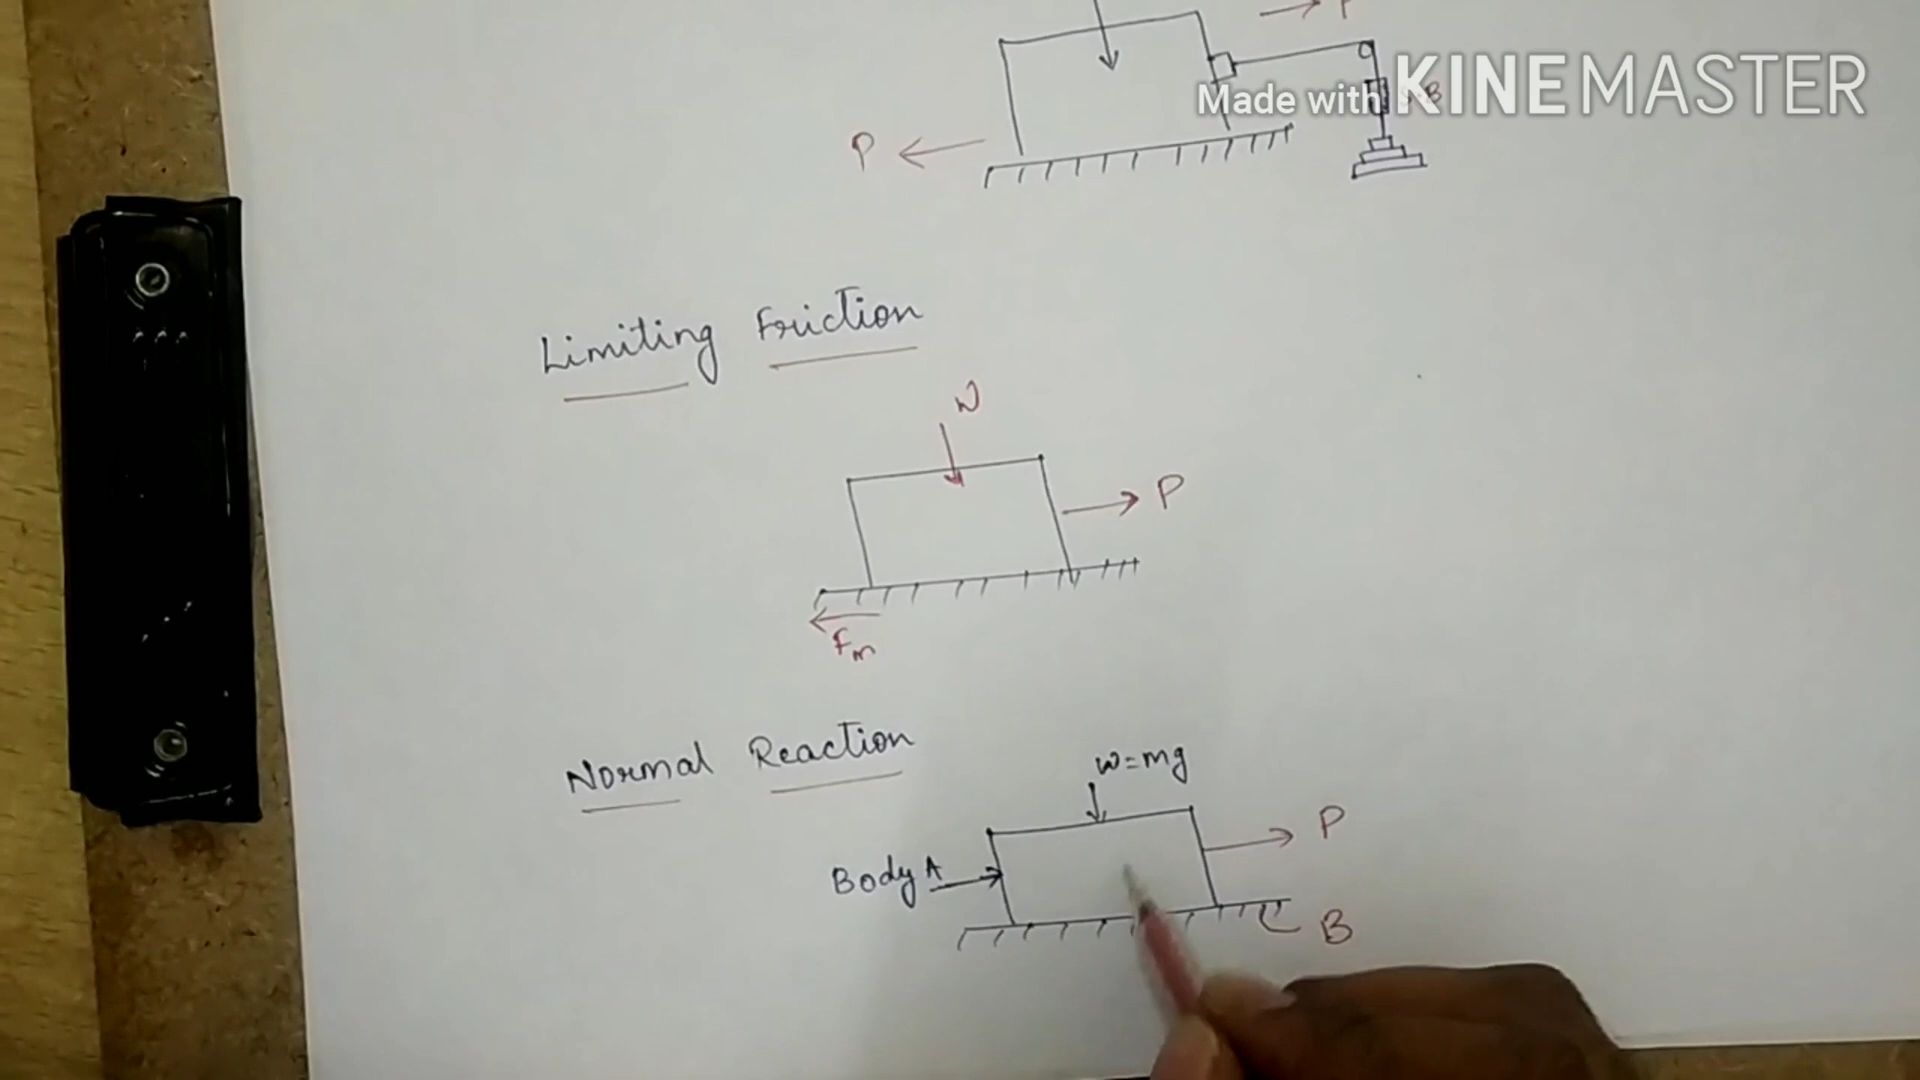 P
Made with KINEMASTER
S.B
P
Limiting Friction
W
P
Fm
Normal Reaction
W=mg
P
Body A
B